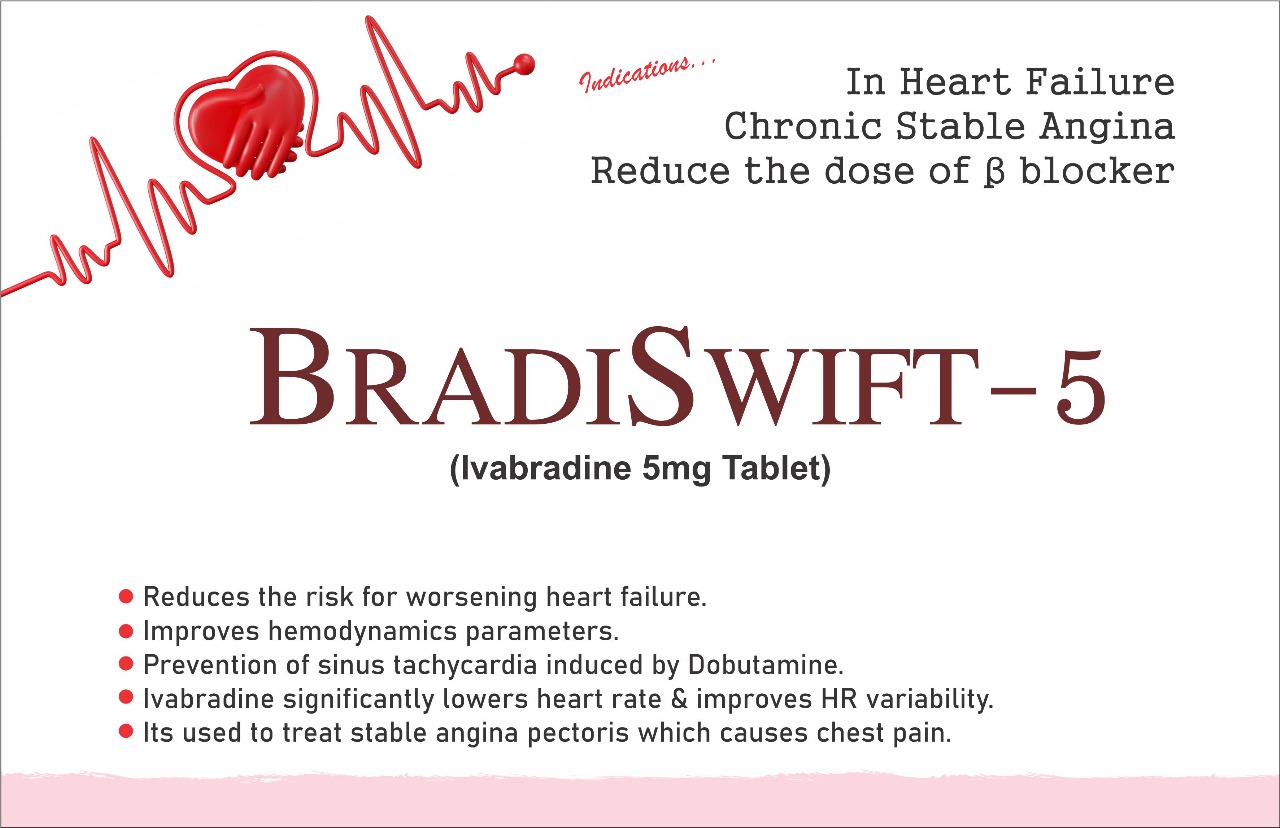 Indications...
In Heart Failure
Chronic Stable Angina
Reduce the dose of β blocker
BRADISWIFT – 5
(Ivabradine 5mg Tablet)
Reduces the risk for worsening heart failure.
Improves hemodynamics parameters.
Prevention of sinus tachycardia induced by Dobutamine.
Ivabradine significantly lowers heart rate & improves HR variability.
Its used to treat stable angina pectoris which causes chest pain.